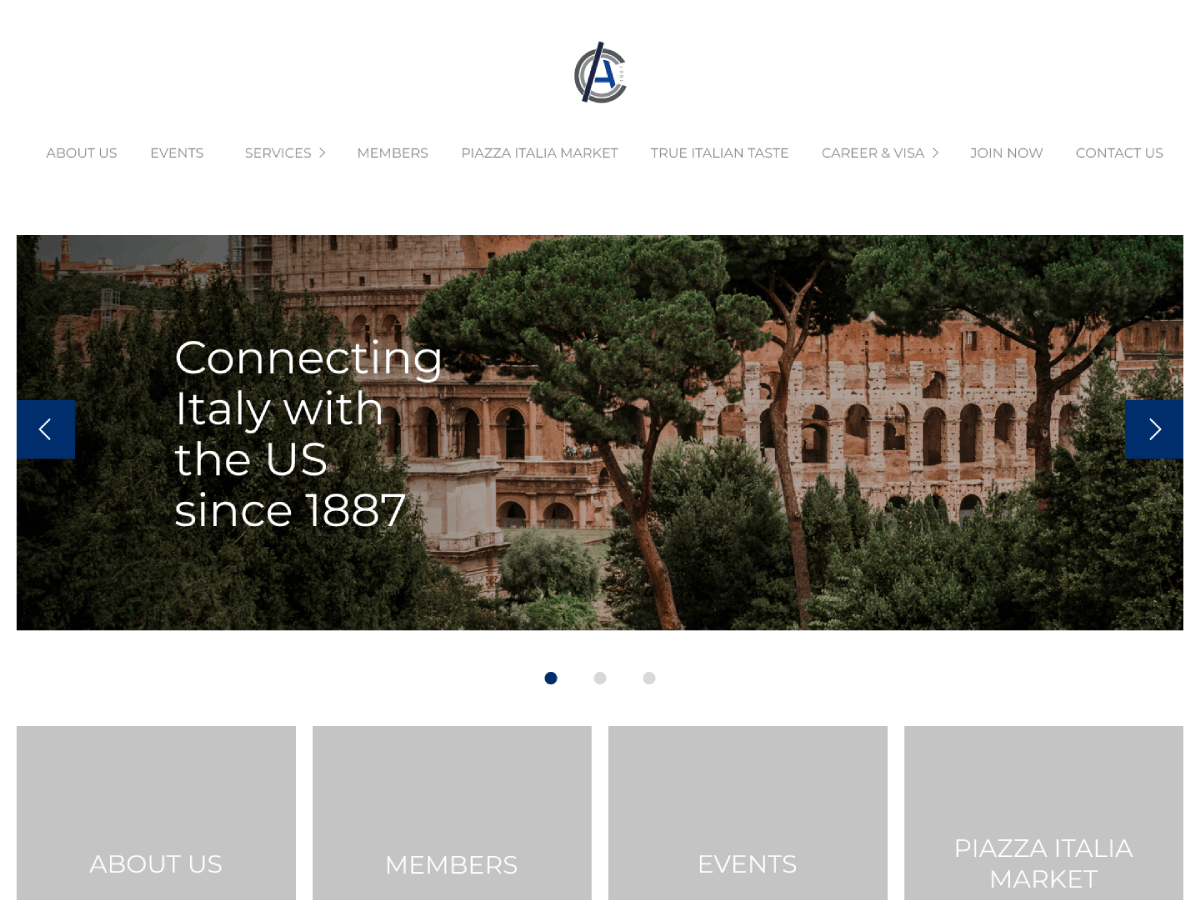 ABOUT US
EVENTS
SERVICES
MEMBERS
PIAZZA ITALIA MARKET
TRUE ITALIAN TASTE
CAREER & VISA
JOIN NOW
CONTACT US
Connecting
Italy with
the US
since 1887
ABOUT US
MEMBERS
EVENTS
PIAZZA ITALIA
MARKET